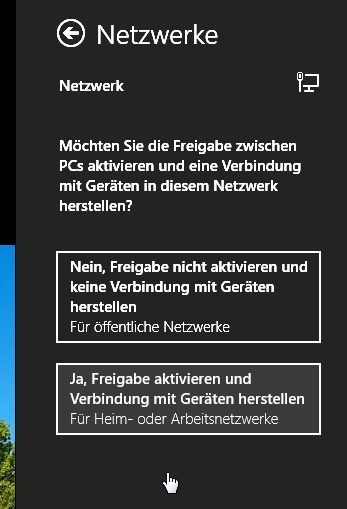 Netzwerke
Netzwerk
Möchten Sie die Freigabe zwischen
PCs aktivieren und eine Verbindung
mit Geräten in diesem Netzwerk
herstellen?
Nein, Freigabe nicht aktivieren und
keine Verbindung mit Geräten
herstellen
Für öffentliche Netzwerke
Ja, Freigabe aktivieren und
Verbindung mit Geräten herstellen
Für Heim- oder Arbeitsnetzwerke